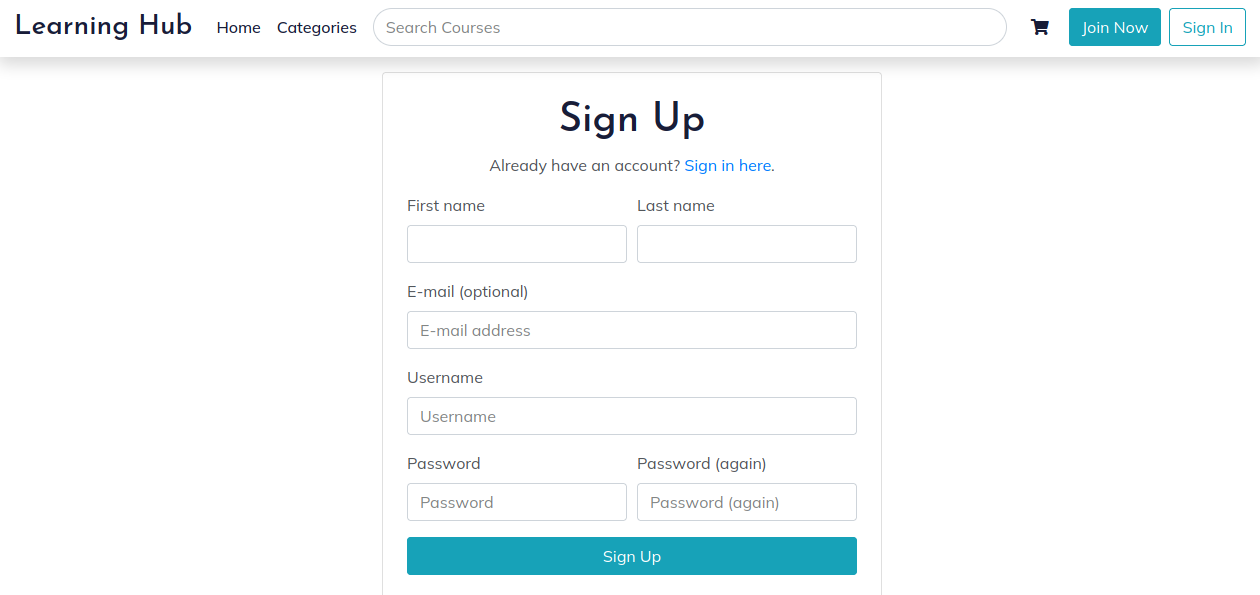 Learning Hub Home Categories Search Courses Join Now Sign In
Sign Up
Already have an account? Sign in here.
First name Last name
E-mail (optional)
E-mail address
Username
Username
Password Password (again)
Password Password (again)
Sign Up